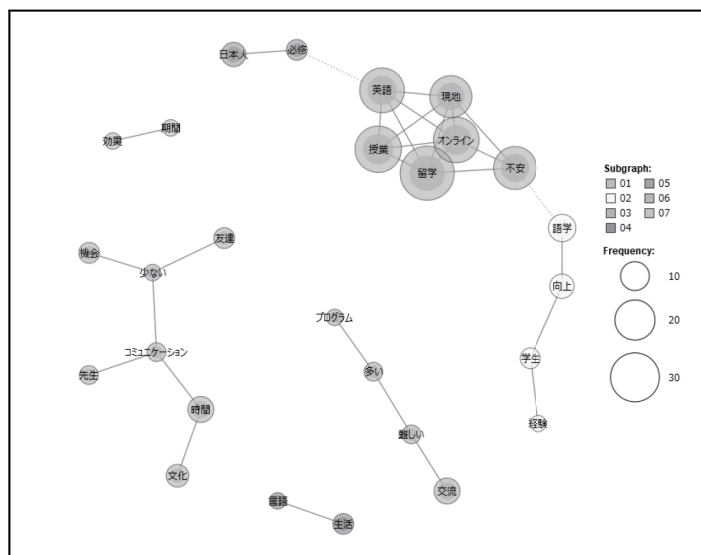 日本人
必修
英語
現地
オンライン
授業
留学
不安
効果
期間
語学
向上
学生
経験
友達
機会
少ない
コミュニケーション
先生
時間
文化
プログラム
多い
難しい
交流
言語
生活
Subgraph:
01 05
02 06
03 07
04
Frequency:
10
20
30